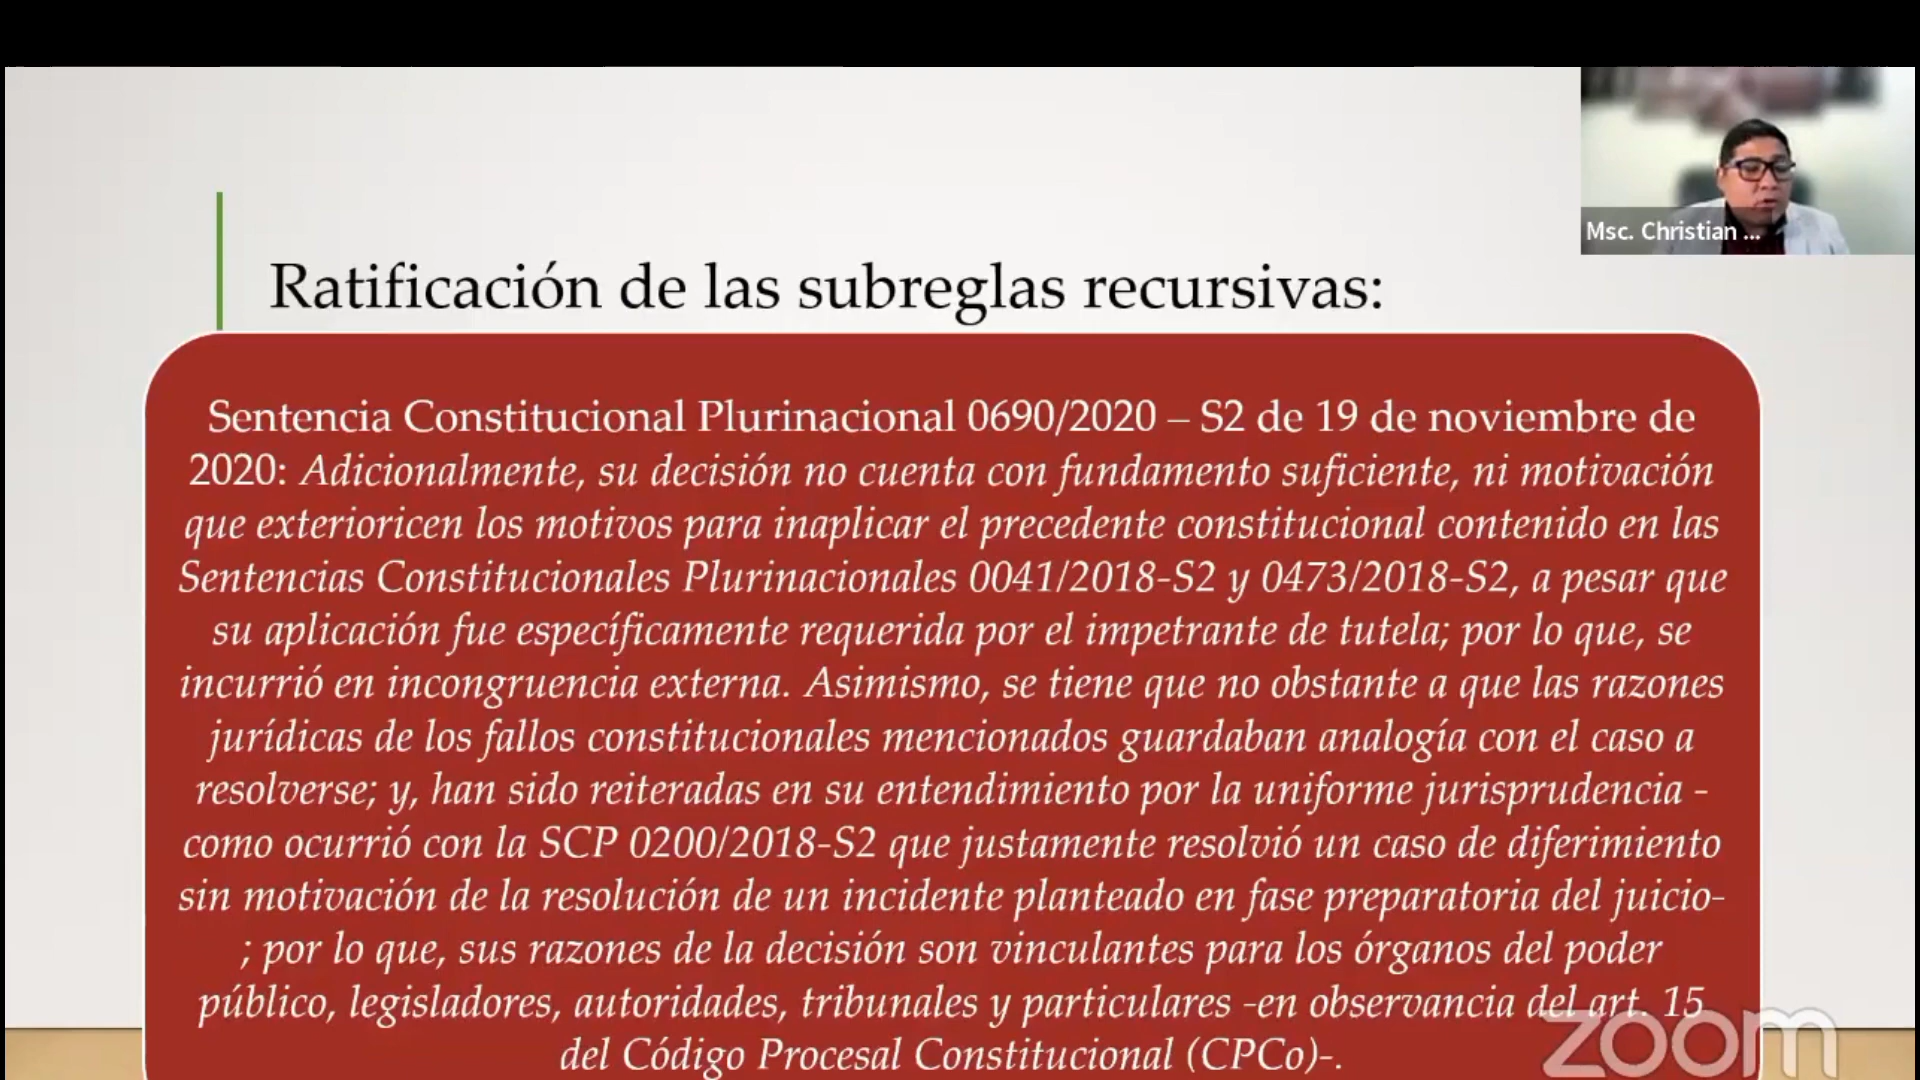 Msc. Christian ...
Ratificación de las subreglas recursivas:
Sentencia Constitucional Plurinacional 0690/2020 – S2 de 19 de noviembre de
2020: Adicionalmente, su decisión no cuenta con fundamento suficiente, ni motivación
que exterioricen los motivos para inaplicar el precedente constitucional contenido en las
Sentencias Constitucionales Plurinacionales 0041/2018-S2 y 0473/2018-S2, a pesar que
su aplicación fue específicamente requerida por el impetrante de tutela; por lo que, se
incurrió en incongruencia externa. Asimismo, se tiene que no obstante a que las razones
jurídicas de los fallos constitucionales mencionados guardaban analogía con el caso a
resolverse; y, han sido reiteradas en su entendimiento por la uniforme jurisprudencia -
como ocurrió con la SCP 0200/2018-S2 que justamente resolvió un caso de diferimiento
sin motivación de la resolución de un incidente planteado en fase preparatoria del juicio-
; por lo que, sus razones de la decisión son vinculantes para los órganos del poder
público, legisladores, autoridades, tribunales y particulares -en observancia del art. 15
del Código Procesal Constitucional (CPCo)-.
zoom